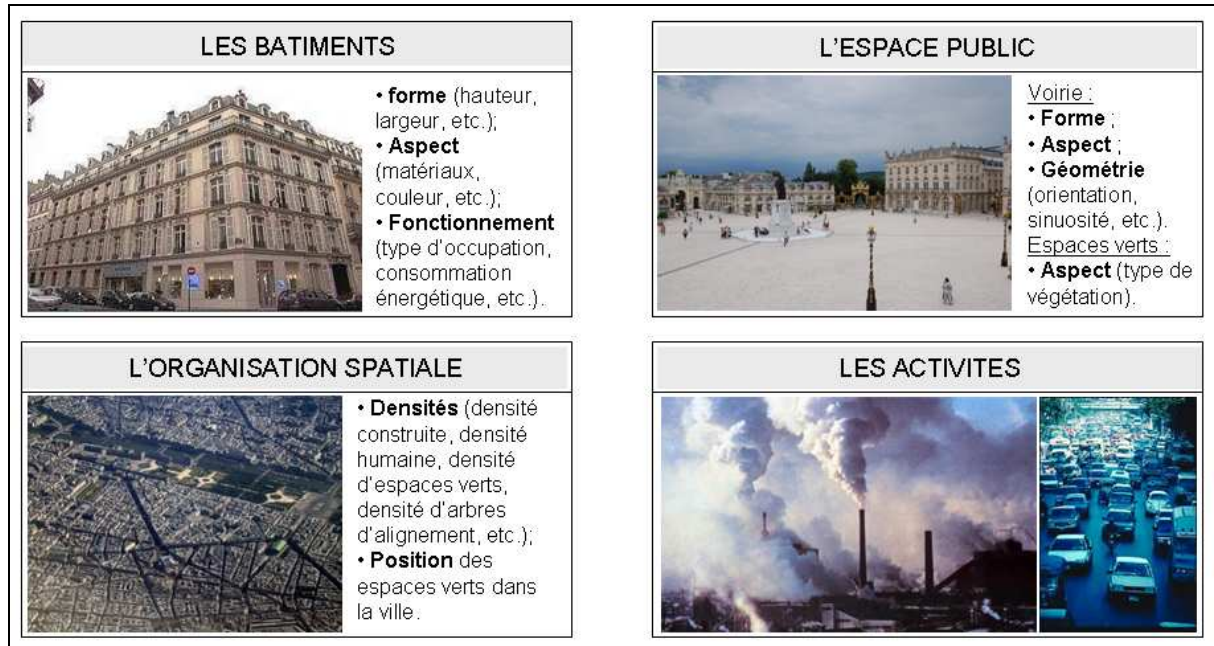 LES BATIMENTS
• forme (hauteur,
largeur, etc.);
• Aspect
(matériaux,
couleur, etc.);
• Fonctionnement
(type d'occupation,
consommation
énergétique, etc.).
L'ESPACE PUBLIC
Voirie :
• Forme ;
• Aspect ;
• Géométrie
(orientation,
sinuosité, etc.).
Espaces verts :
• Aspect (type de
végétation).
L'ORGANISATION SPATIALE
• Densités (densité
construite, densité
humaine, densité
d'espaces verts,
densité d'arbres
d'alignement, etc.);
• Position des
espaces verts dans
la ville.
LES ACTIVITES